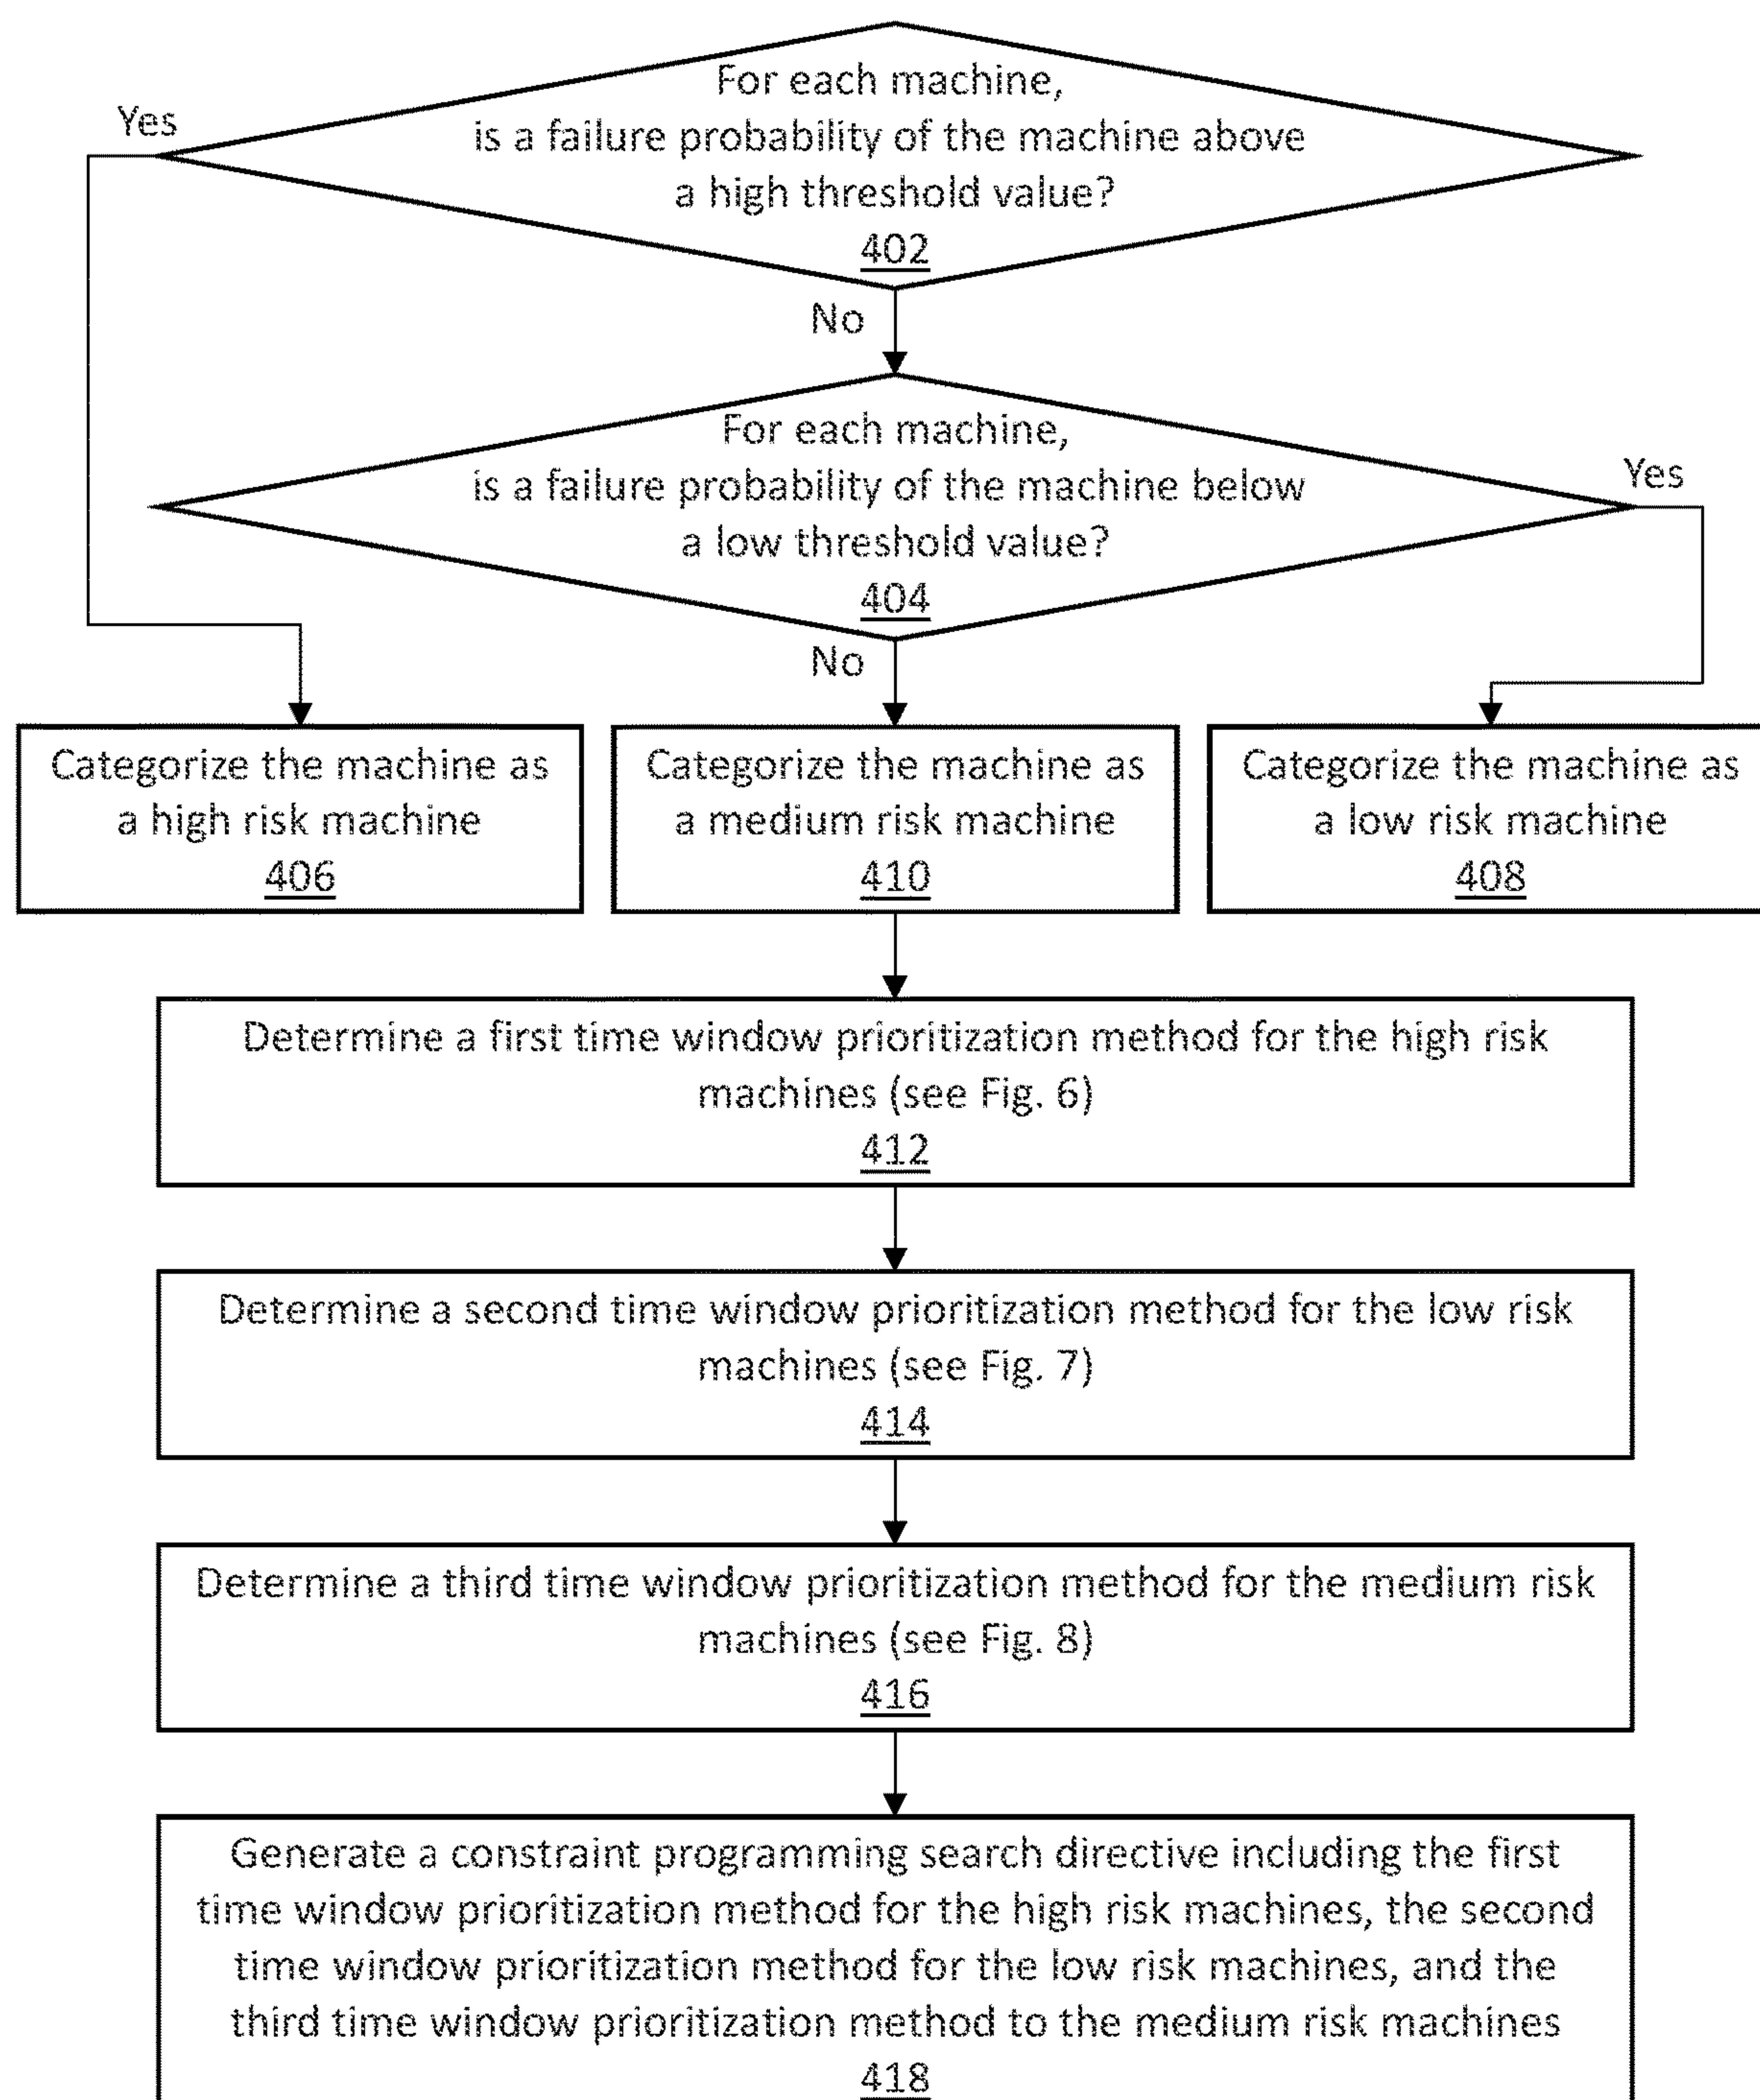 For each machine,
is a failure probability of the machine above
a high threshold value?
402
Yes
No
For each machine,
is a failure probability of the machine below
a low threshold value?
404
Yes
No
Categorize the machine as
a high risk machine
406
Categorize the machine as
a medium risk machine
410
Categorize the machine as
a low risk machine
408
Determine a first time window prioritization method for the high risk
machines (see Fig. 6)
412
Determine a second time window prioritization method for the low risk
machines (see Fig. 7)
414
Determine a third time window prioritization method for the medium risk
machines (see Fig. 8)
416
Generate a constraint programming search directive including the first
time window prioritization method for the high risk machines, the second
time window prioritization method for the low risk machines, and the
third time window prioritization method to the medium risk machines
418